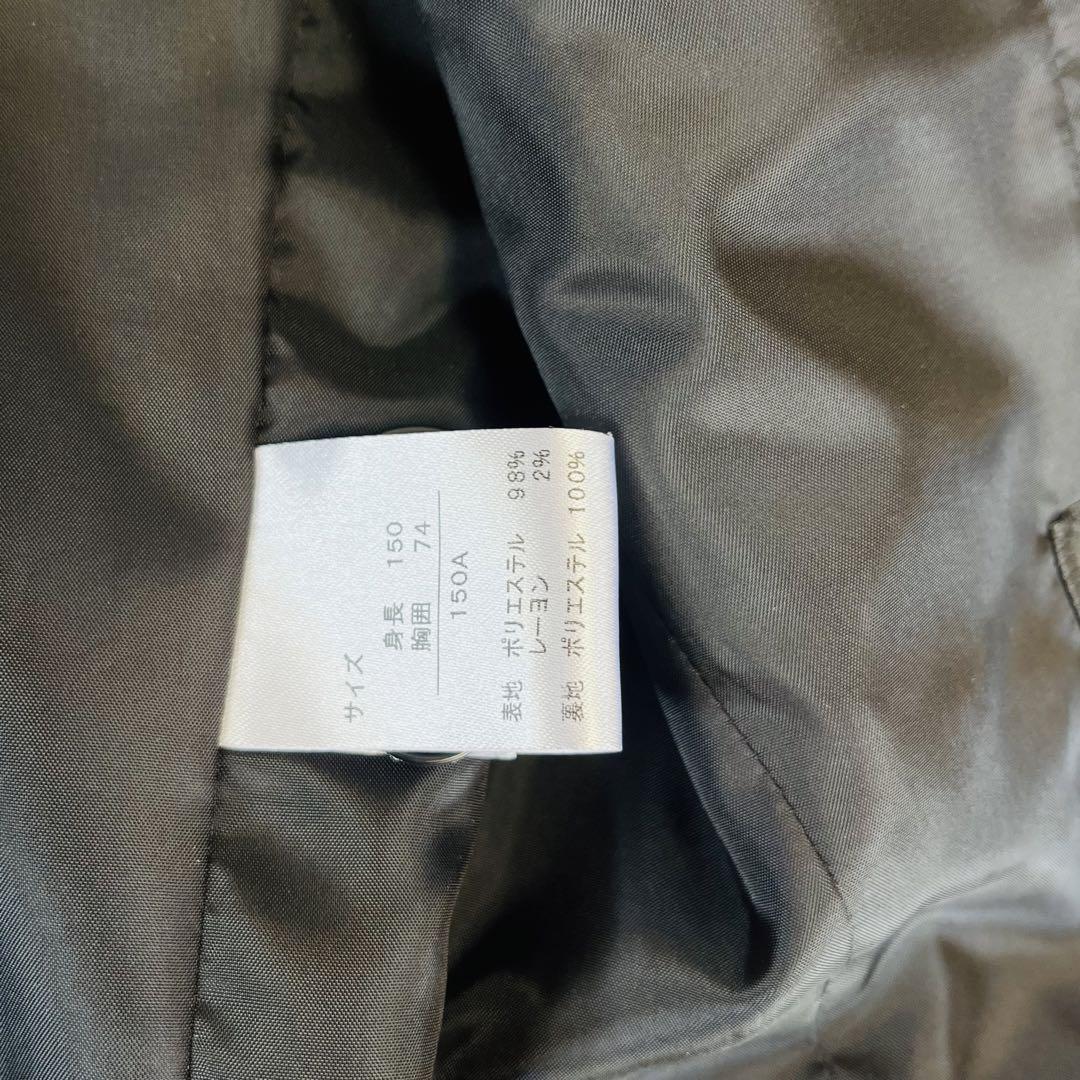 サイズ
身長 150
胸囲 74
150A
表地 ポリエステル 98%
レーヨン 2%
裏地 ポリエステル 100%